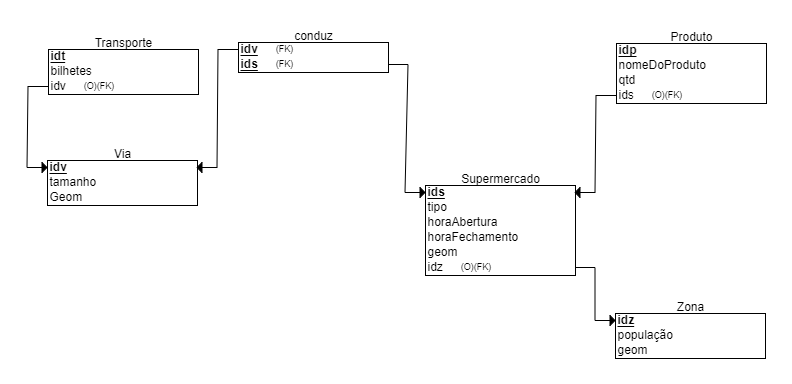 Transporte
idt
bilhetes
idv (O)(FK)
conduz
idv (FK)
ids (FK)
Produto
idp
nomeDoProduto
qtd
ids (O)(FK)
Via
idv
tamanho
Geom
Supermercado
ids
tipo
horaAbertura
horaFechamento
geom
idz (O)(FK)
Zona
idz
população
geom